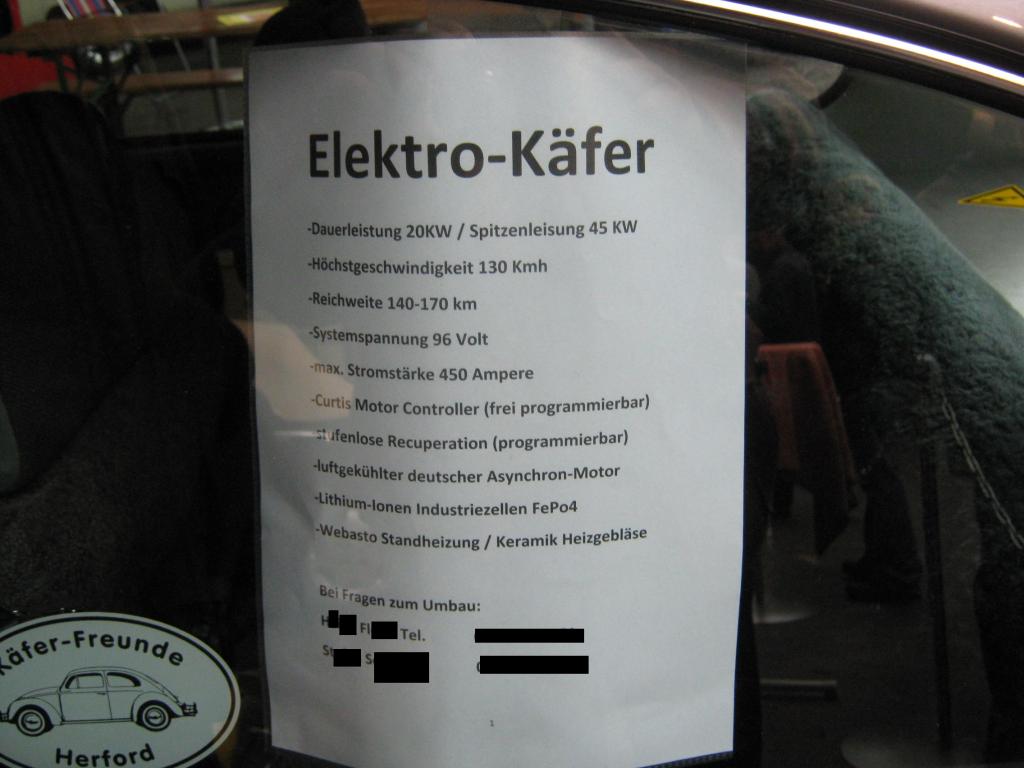 Elektro-Käfer
-Dauerleistung 20KW / Spitzenleisung 45 KW
-Höchstgeschwindigkeit 130 Kmh
-Reichweite 140-170 km
-Systemspannung 96 Volt
-max. Stromstärke 450 Ampere
-Curtis Motor Controller (frei programmierbar)
-stufenlose Recuperation (programmierbar)
-luftgekühlter deutscher Asynchron-Motor
-Lithium-Ionen Industriezellen FePo4
-Webasto Standheizung / Keramik Heizgebläse
Bei Fragen zum Umbau:
Tel.
1
Käfer-Freunde
Herford